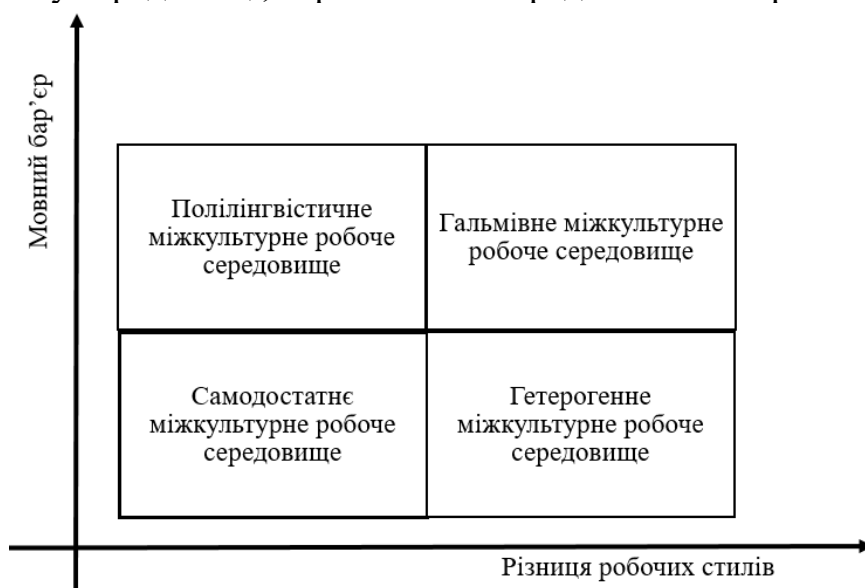 Мовний бар’єр
Полілінгвістичне
міжкультурне робоче
середовище
Гальмівне міжкультурне
робоче середовище
Самодостатнє
міжкультурне робоче
середовище
Гетерогенне
міжкультурне робоче
середовище
Різниця робочих стилів